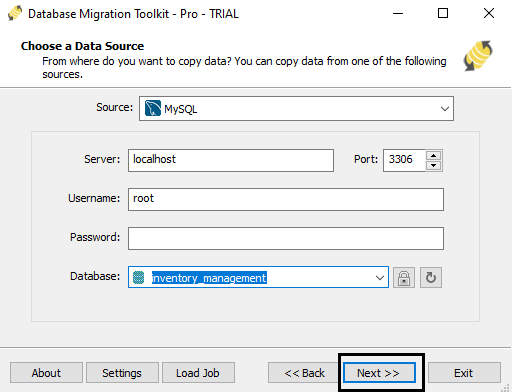 Database Migration Toolkit - Pro - TRIAL
Choose a Data Source
From where do you want to copy data? You can copy data from one of the following
sources.
Source: MySQL
Server: localhost Port: 3306
Username: root
Password:
Database: inventory_management
About Settings Load Job << Back Next >> Exit